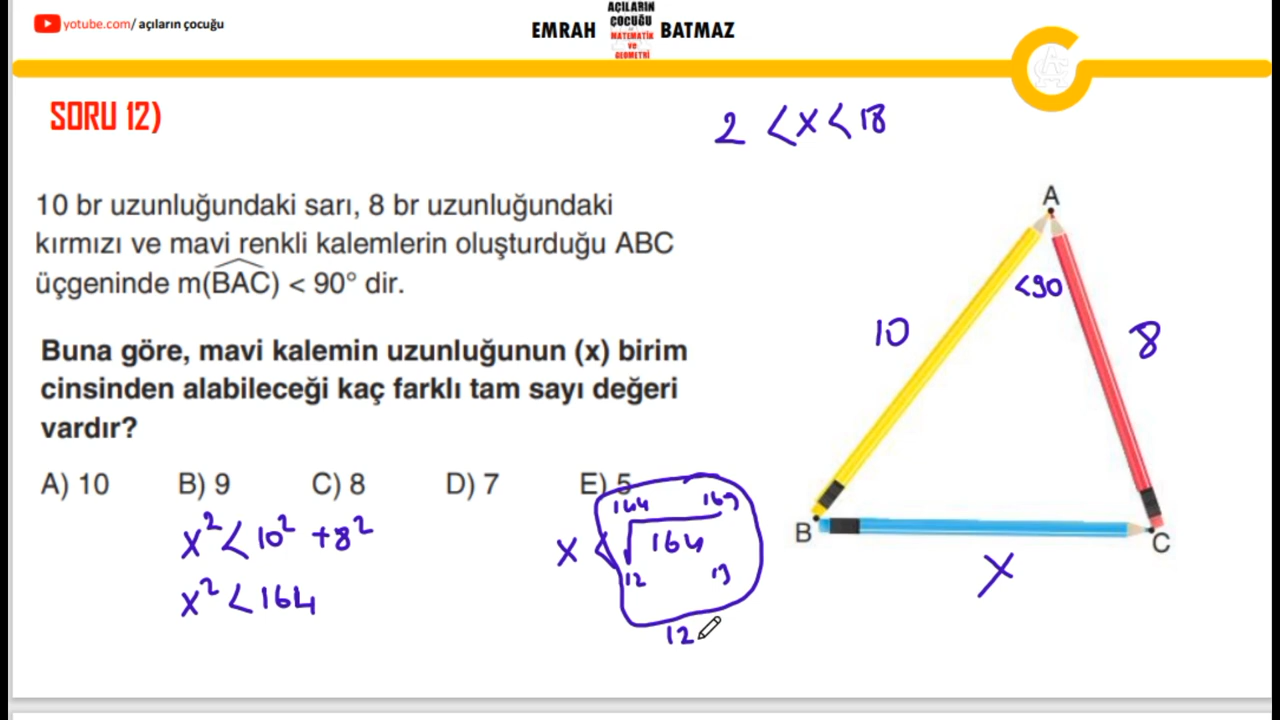 yotube.com/ açıların çocuğu
EMRAH
AÇILARIN
ÇOCUĞU
MATEMATİK
ve
GEOMETRİ
BATMAZ
SORU 12)
2 < x < 18
10 br uzunluğundaki sarı, 8 br uzunluğundaki
kırmızı ve mavi renkli kalemlerin oluşturduğu ABC
üçgeninde m(BAC) < 90° dir.
Buna göre, mavi kalemin uzunluğunun (x) birim
cinsinden alabileceği kaç farklı tam sayı değeri
vardır?
A) 10 B) 9 C) 8 D) 7 E) 5
A
<90
10
8
B
C
X
x² < 10² + 8²
x² < 164
144 169
x < √164
12 13
12